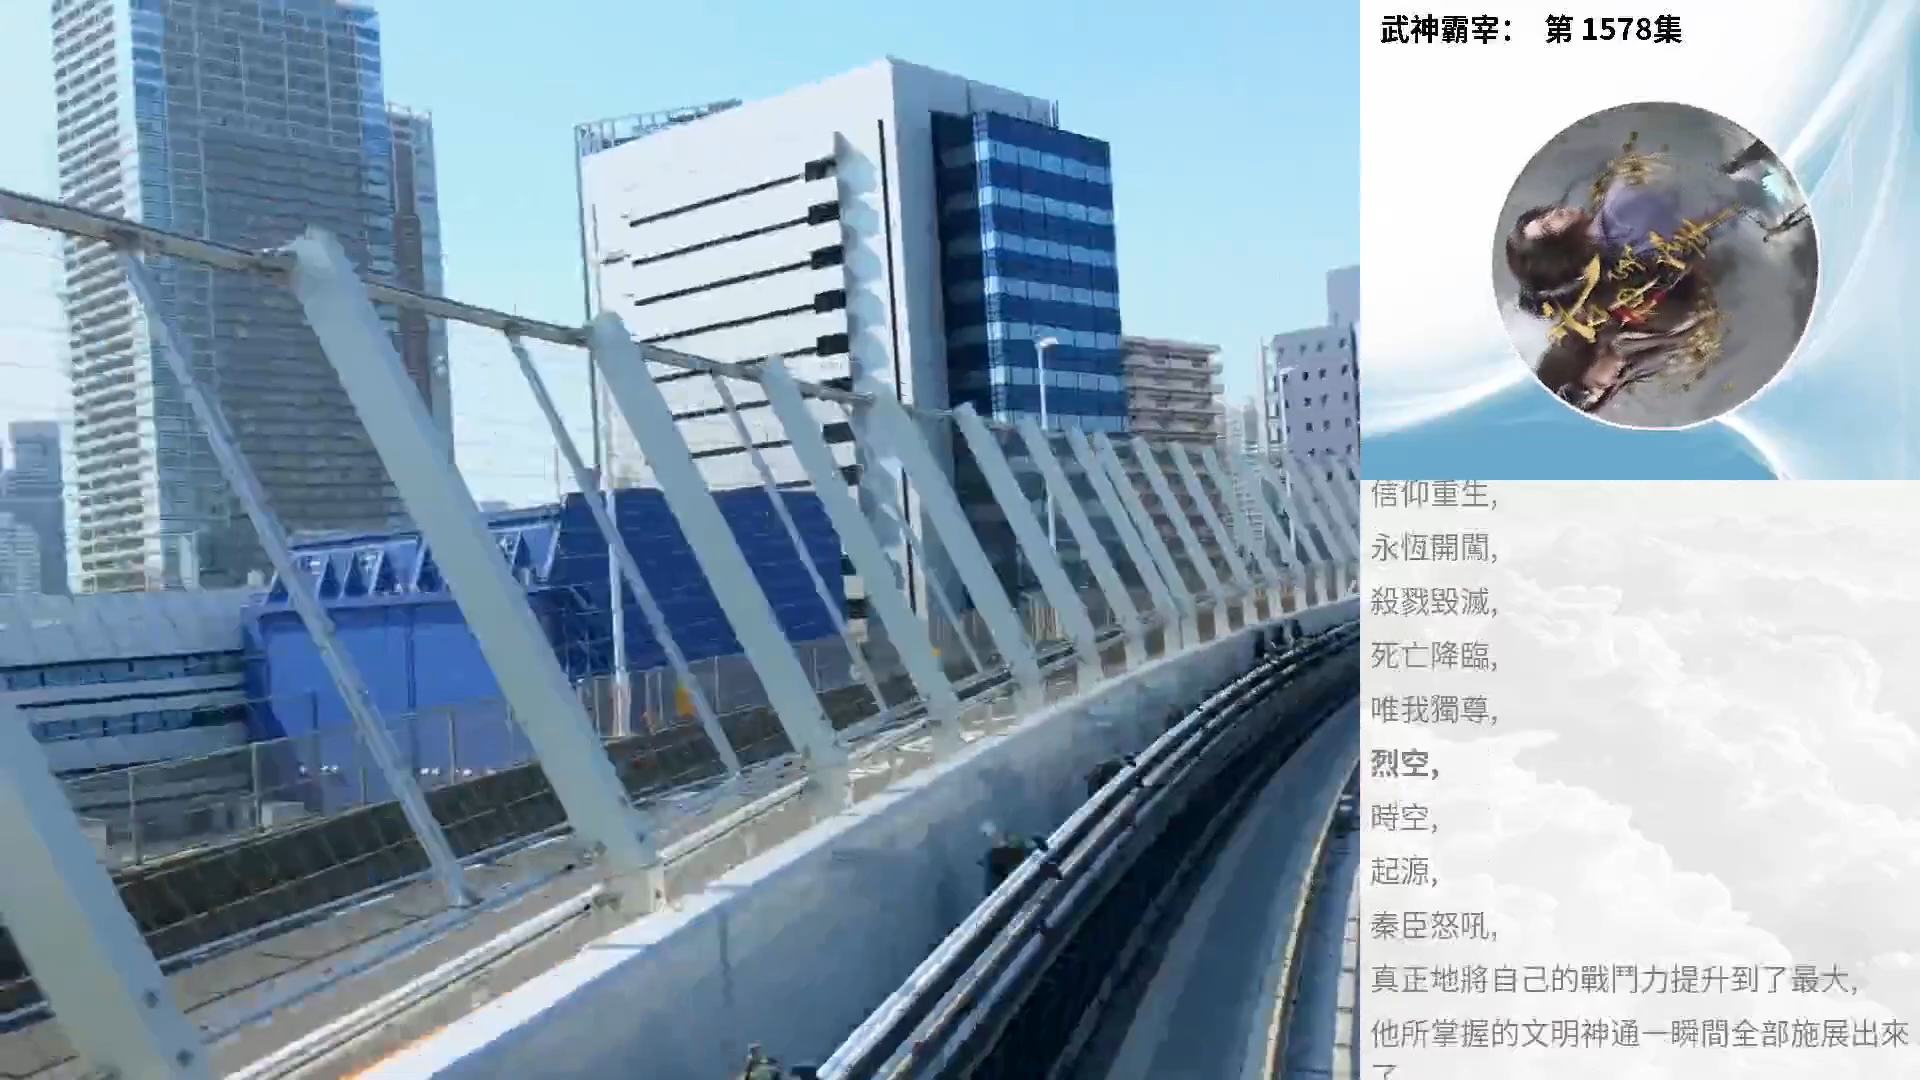 武神霸宰： 第 1578集
信仰重生,
永恆開闖,
殺戮毀滅,
死亡降臨,
唯我獨尊,
烈空,
時空,
起源,
秦臣怒吼,
真正地將自己的戰鬥力提升到了最大,
他所掌握的文明神通一瞬間全部施展出來
了